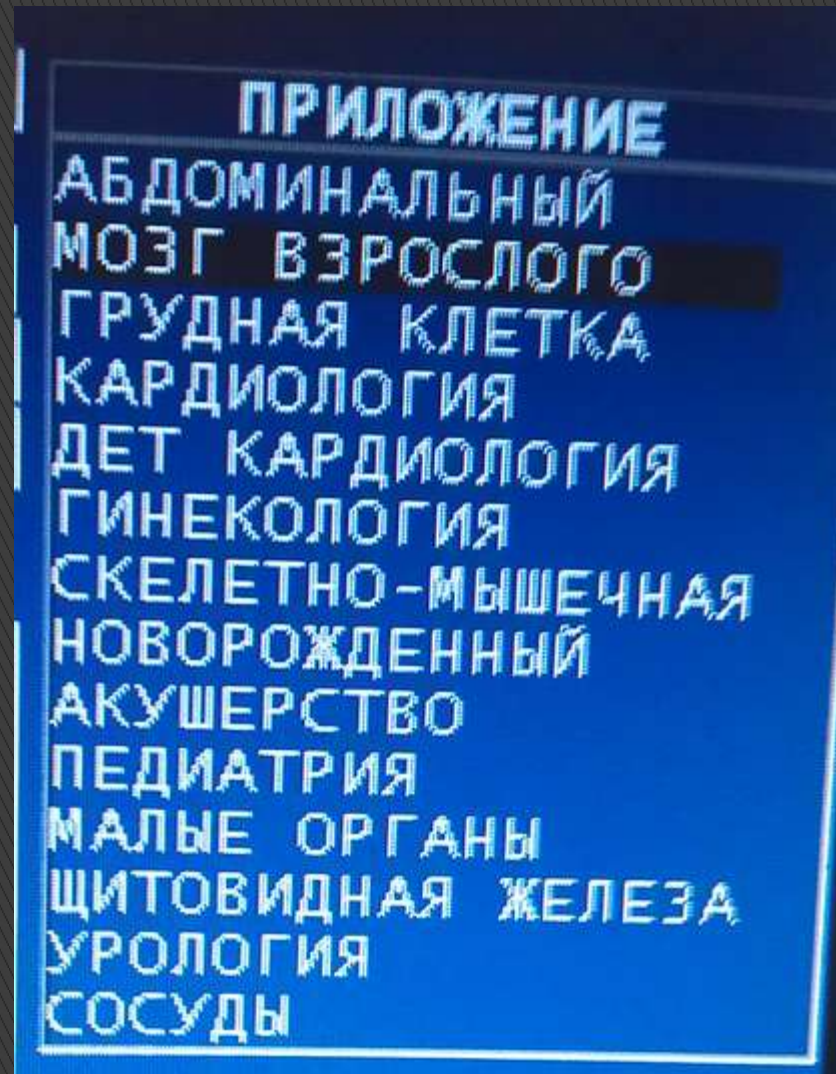 ПРИЛОЖЕНИЕ
АБДОМИНАЛЬНЫЙ
МОЗГ ВЗРОСЛОГО
ГРУДНАЯ КЛЕТКА
КАРДИОЛОГИЯ
ДЕТ КАРДИОЛОГИЯ
ГИНЕКОЛОГИЯ
СКЕЛЕТНО-МЫШЕЧНАЯ
НОВОРОЖДЕННЫЙ
АКУШЕРСТВО
ПЕДИАТРИЯ
МАЛЫЕ ОРГАНЫ
ЩИТОВИДНАЯ ЖЕЛЕЗА
УРОЛОГИЯ
СОСУДЫ